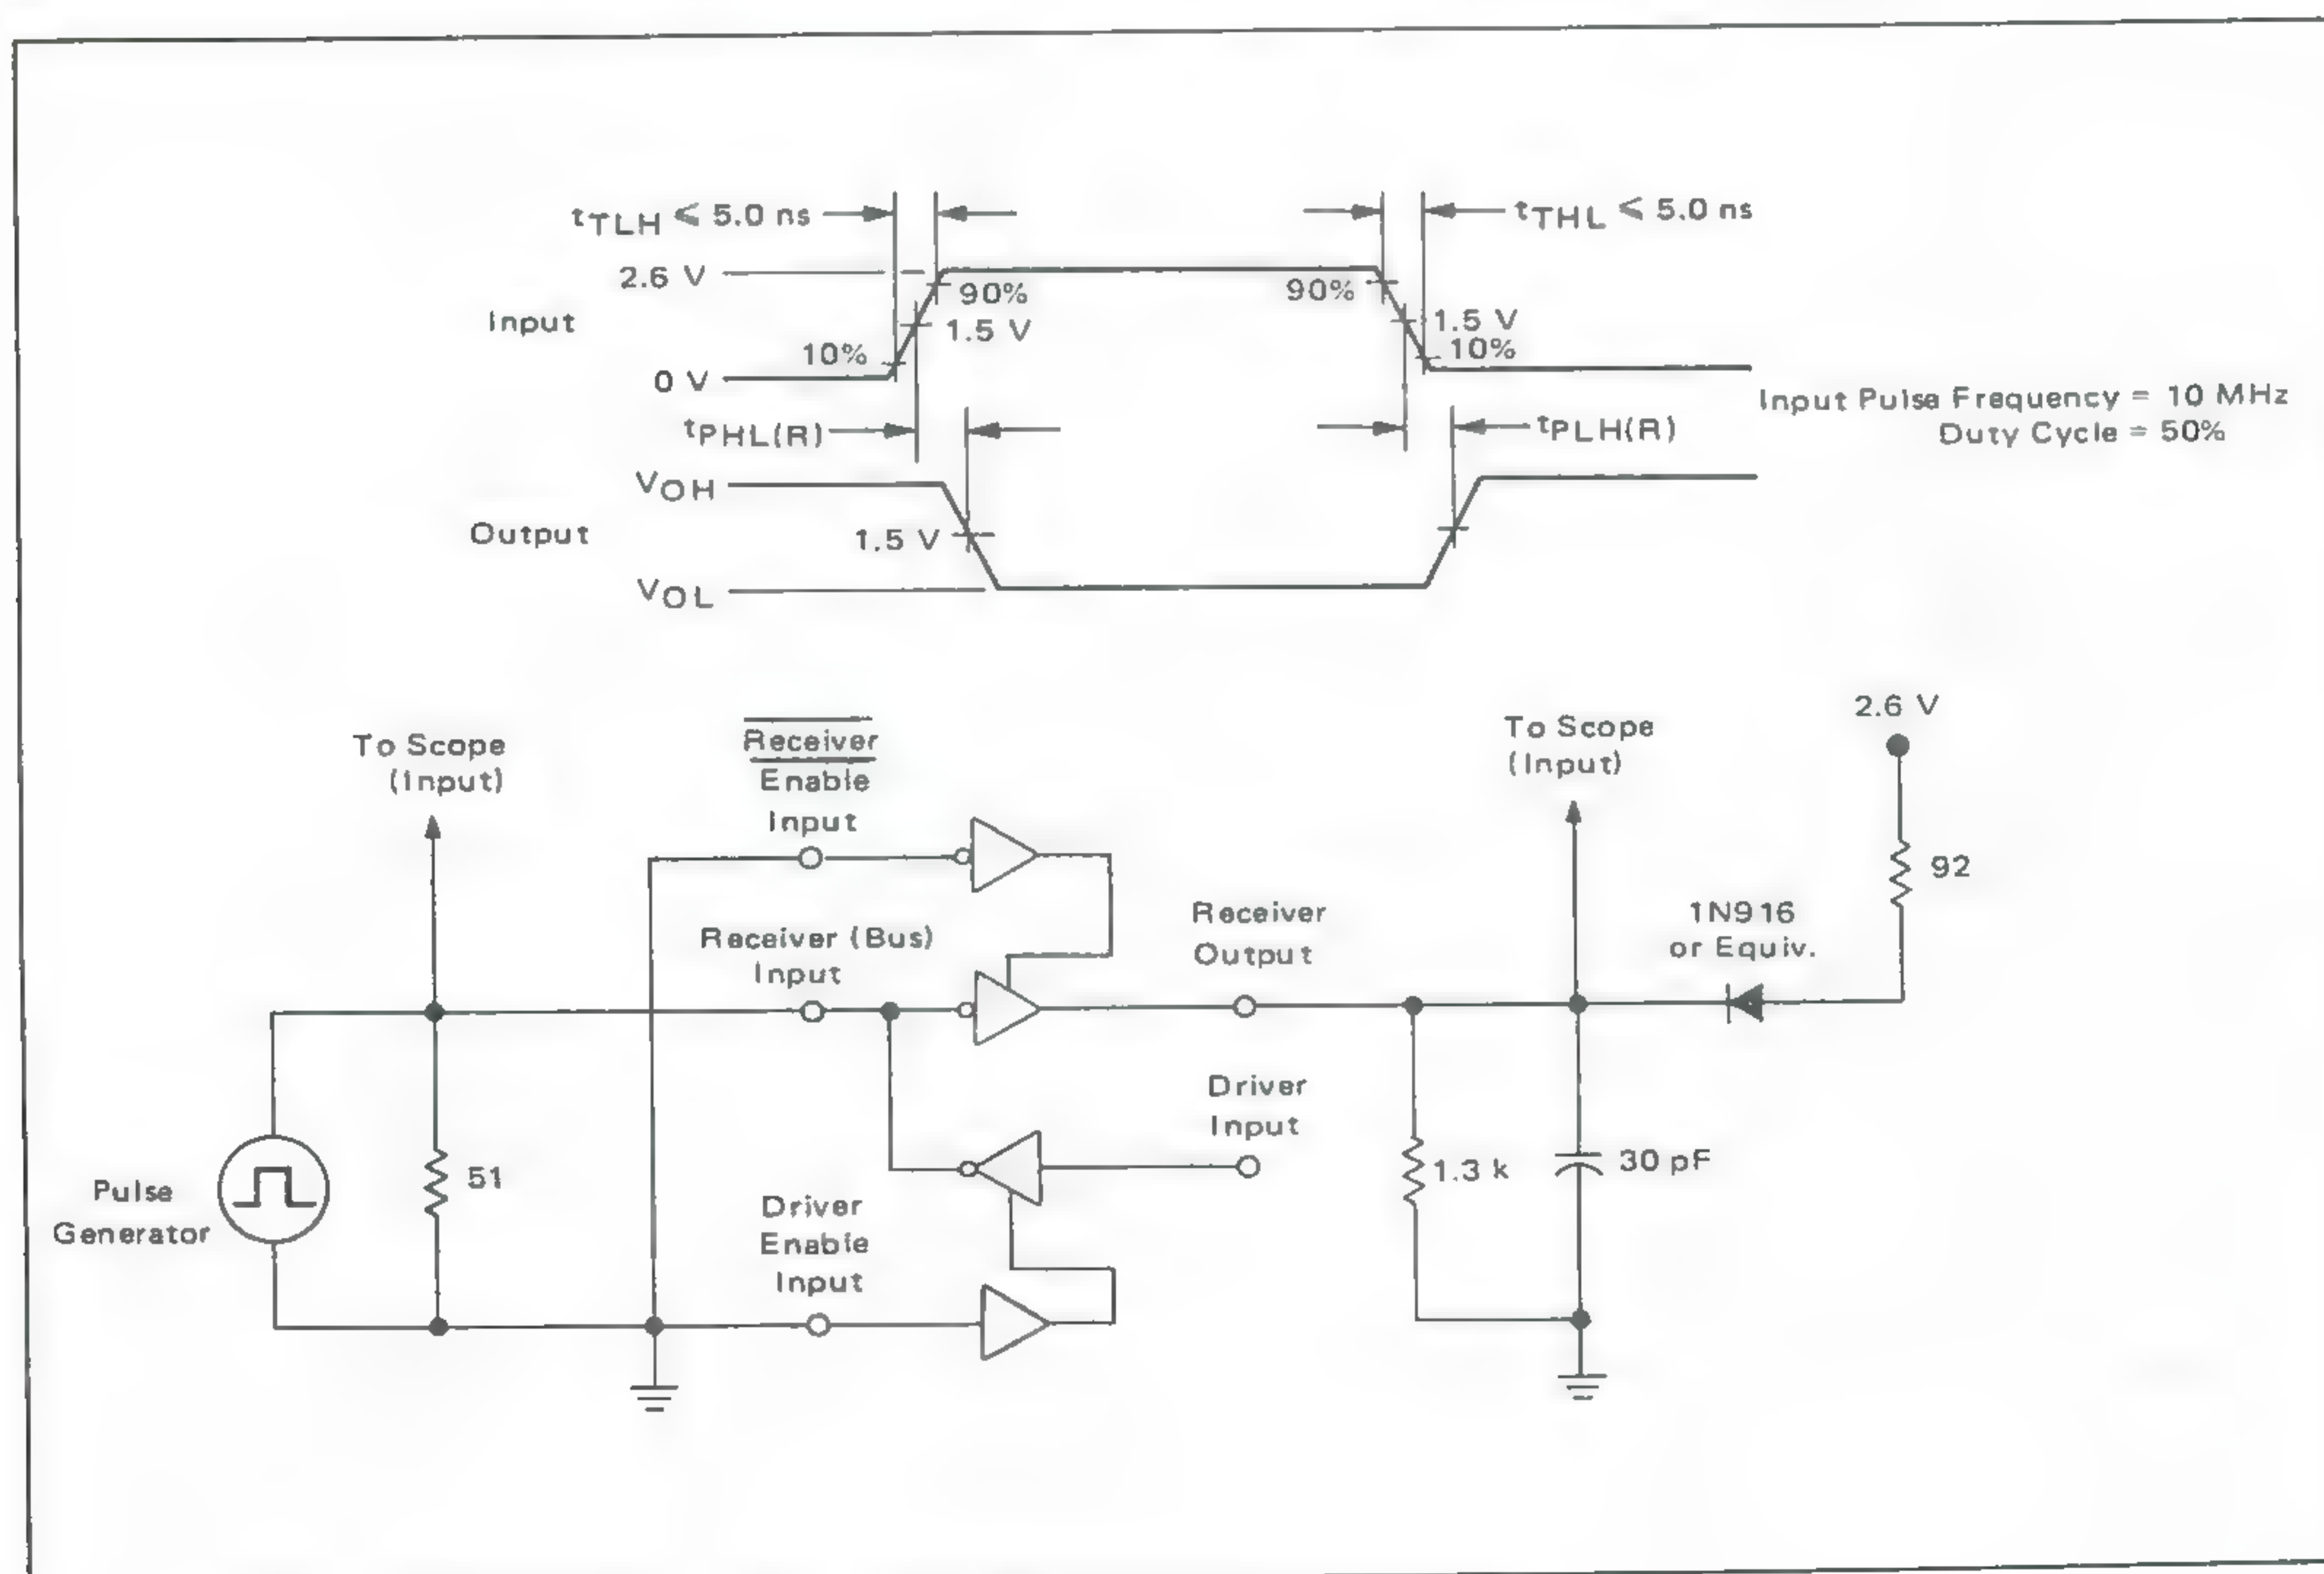 tTLH ≤ 5.0 ns
tTHL ≤ 5.0 ns
2.6 V
90%
90%
Input
1.5 V
1.5 V
10%
10%
0 V
Input Pulse Frequency = 10 MHz
Duty Cycle = 50%
tPHL(R)
tPLH(R)
VOH
Output
1.5 V
VOL
To Scope
(Input)
Receiver
Enable
Input
To Scope
(Input)
2.6 V
92
Receiver (Bus)
Input
Receiver
Output
1N916
or Equiv.
Driver
Input
Pulse
Generator
51
1.3 k
30 pF
Driver
Enable
Input